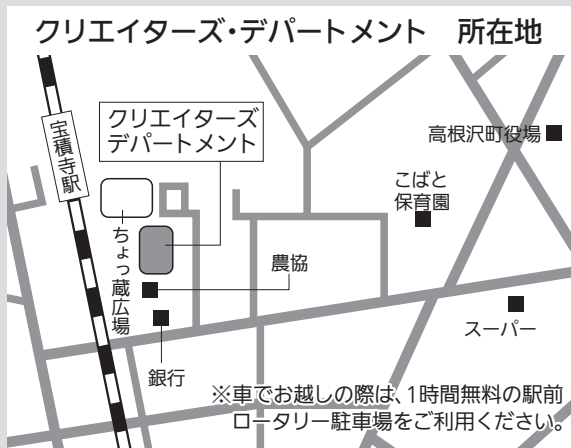 クリエイターズ・デパートメント　所在地
宝積寺駅
クリエイターズ
デパートメント
高根沢町役場
こばと
保育園
ちょっ蔵広場
農協
スーパー
銀行
※車でお越しの際は、1時間無料の駅前
ロータリー駐車場をご利用ください。